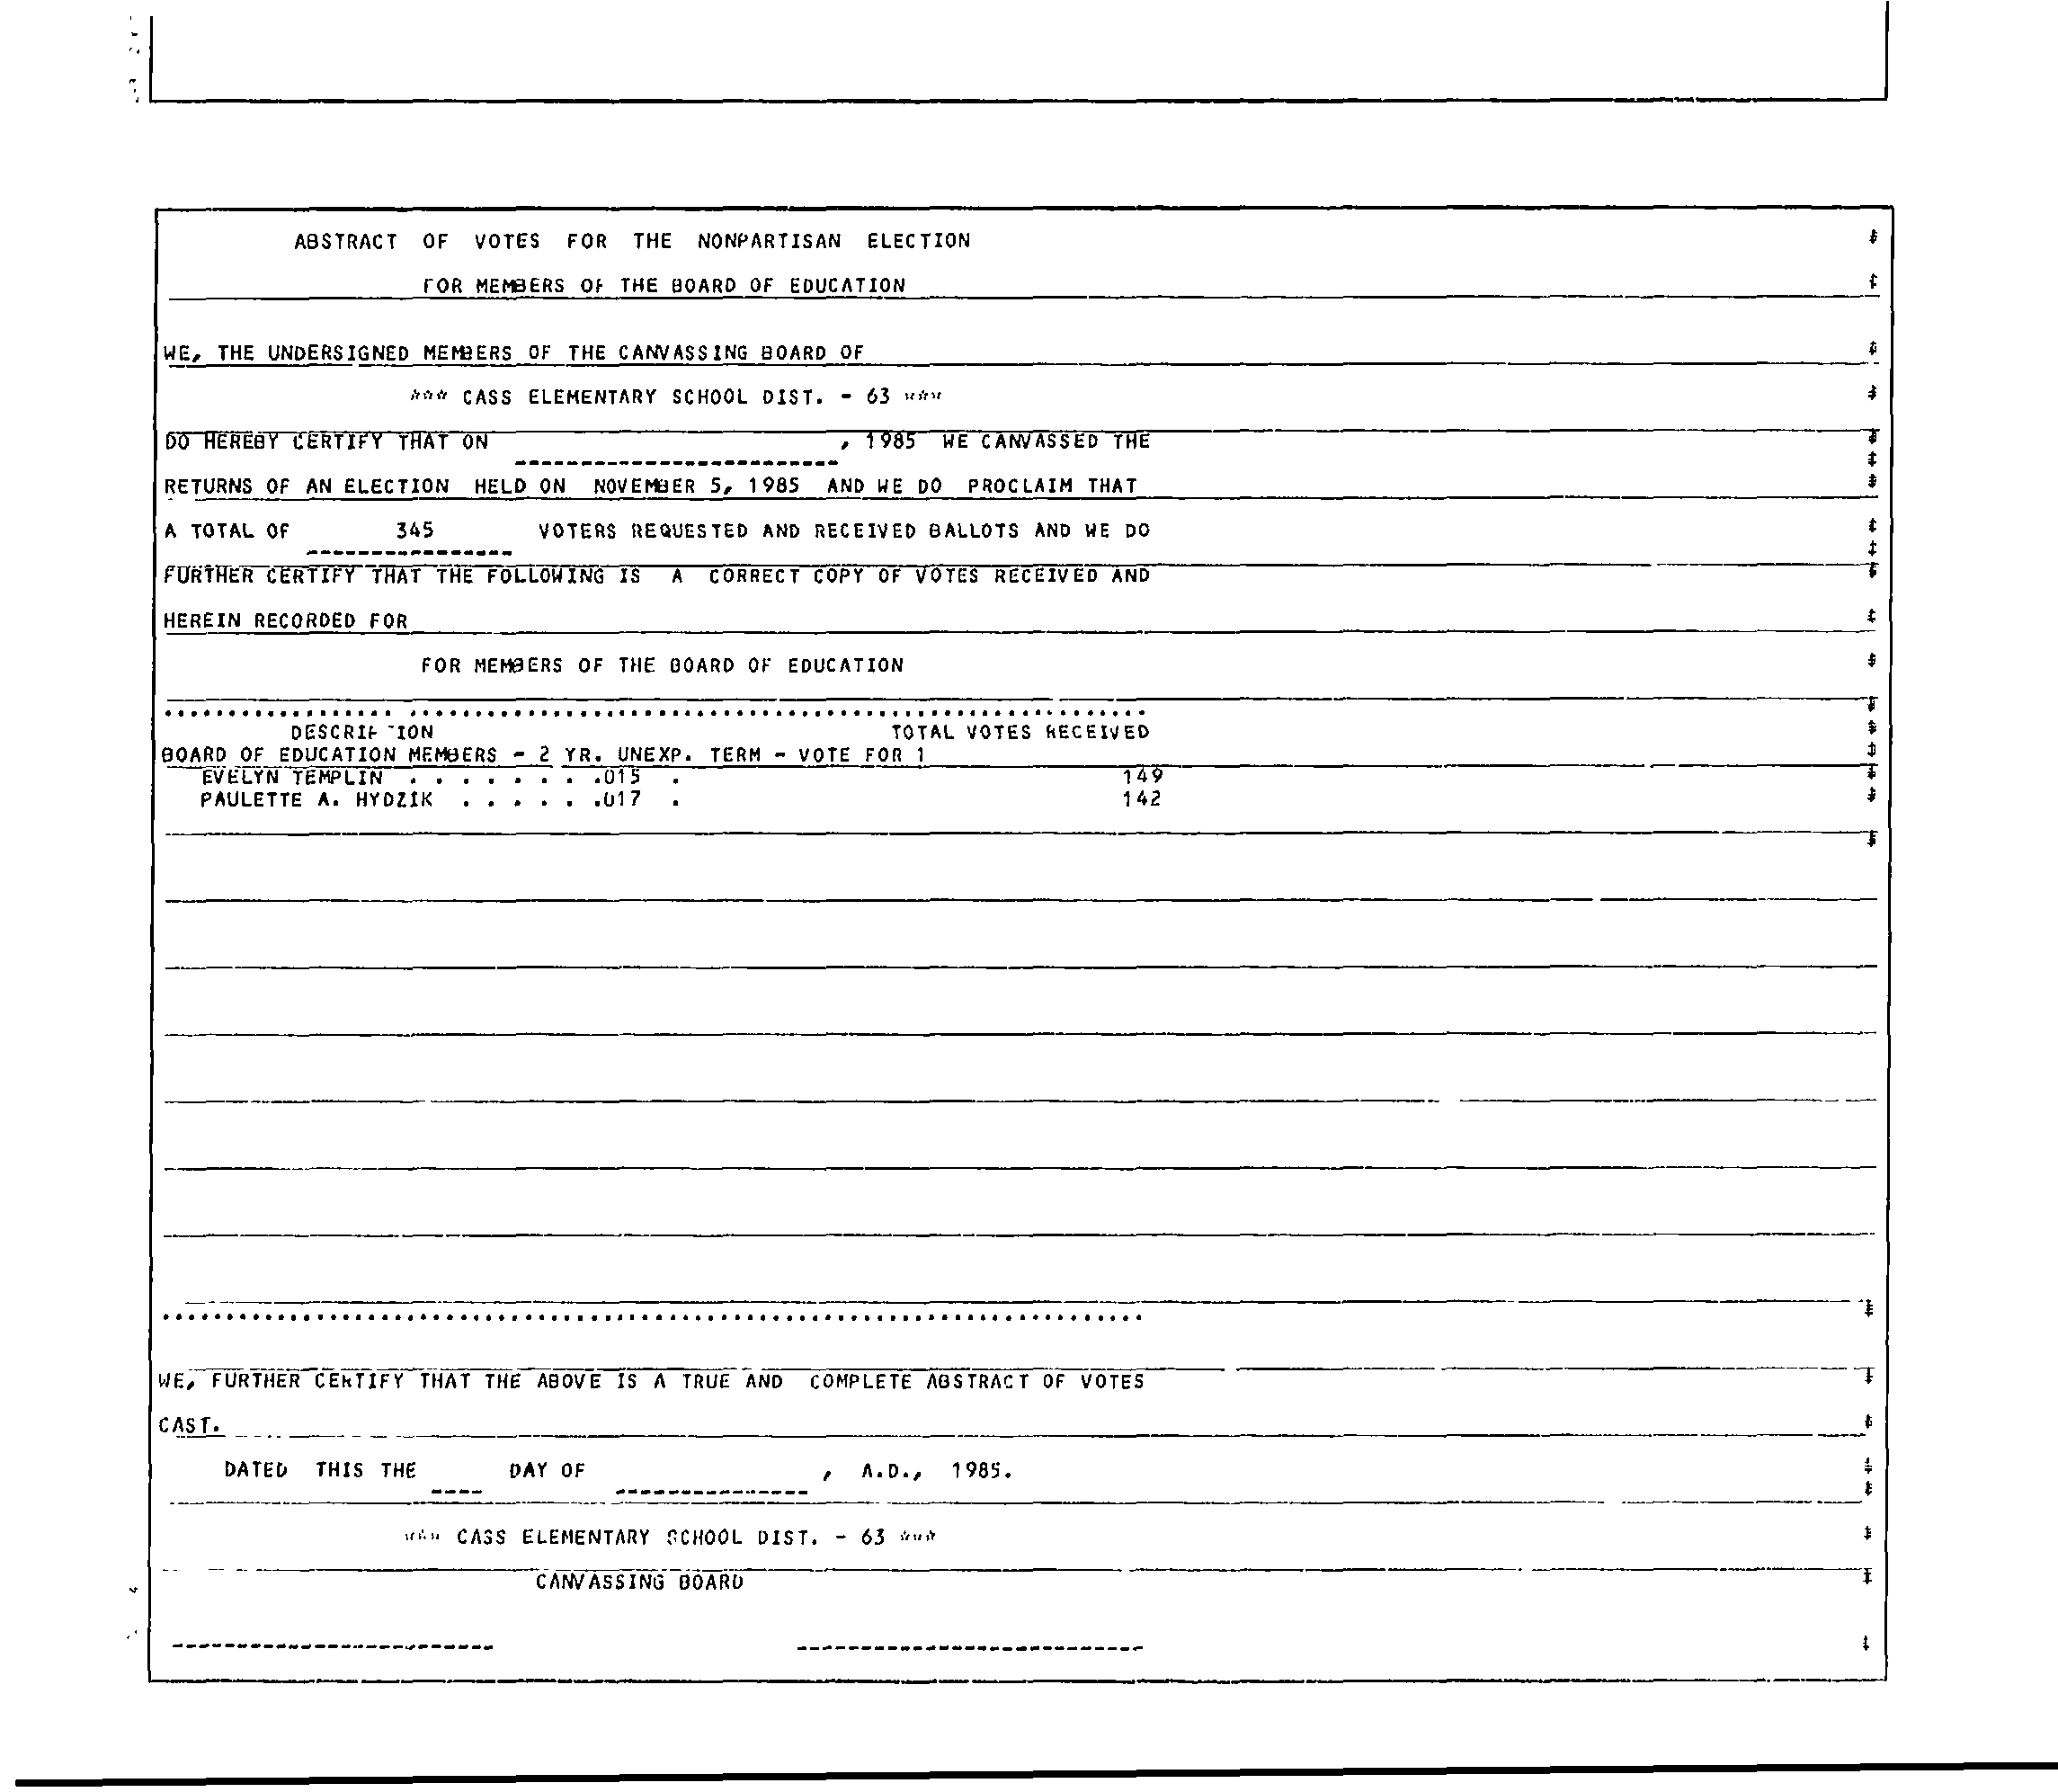 ABSTRACT OF VOTES FOR THE NONPARTISAN ELECTION
FOR MEMBERS OF THE BOARD OF EDUCATION
WE, THE UNDERSIGNED MEMBERS OF THE CANVASSING BOARD OF
*** CASS ELEMENTARY SCHOOL DIST. - 63 ***
DO HEREBY CERTIFY THAT ON , 1985 WE CANVASSED THE
RETURNS OF AN ELECTION HELD ON NOVEMBER 5, 1985 AND WE DO PROCLAIM THAT
A TOTAL OF 345 VOTERS REQUESTED AND RECEIVED BALLOTS AND WE DO
FURTHER CERTIFY THAT THE FOLLOWING IS A CORRECT COPY OF VOTES RECEIVED AND
HEREIN RECORDED FOR
FOR MEMBERS OF THE BOARD OF EDUCATION
DESCRIPTION TOTAL VOTES RECEIVED
BOARD OF EDUCATION MEMBERS - 2 YR. UNEXP. TERM - VOTE FOR 1
EVELYN TEMPLIN . . . . . . . .015 . 149
PAULETTE A. HYDZIK . . . . . .017 . 142
WE, FURTHER CERTIFY THAT THE ABOVE IS A TRUE AND COMPLETE ABSTRACT OF VOTES
CAST.
DATED THIS THE ---- DAY OF --------------- , A.D., 1985.
*** CASS ELEMENTARY SCHOOL DIST. - 63 ***
CANVASSING BOARD